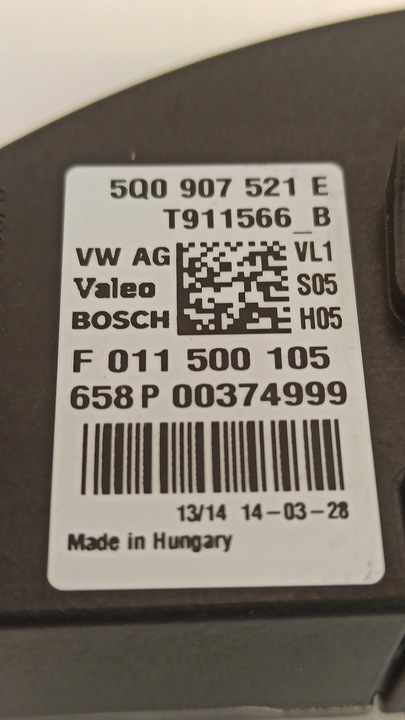 5Q0 907 521 E
T911566_B
VW AG VL1
Valeo S05
BOSCH H05
F 011 500 105
658 P 00374999
13/14 14-03-28
Made in Hungary